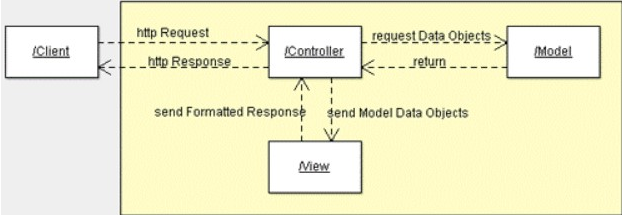 http Request
request Data Objects
/Client
/Controller
/Model
http Response
return
send Formatted Response
send Model Data Objects
/View